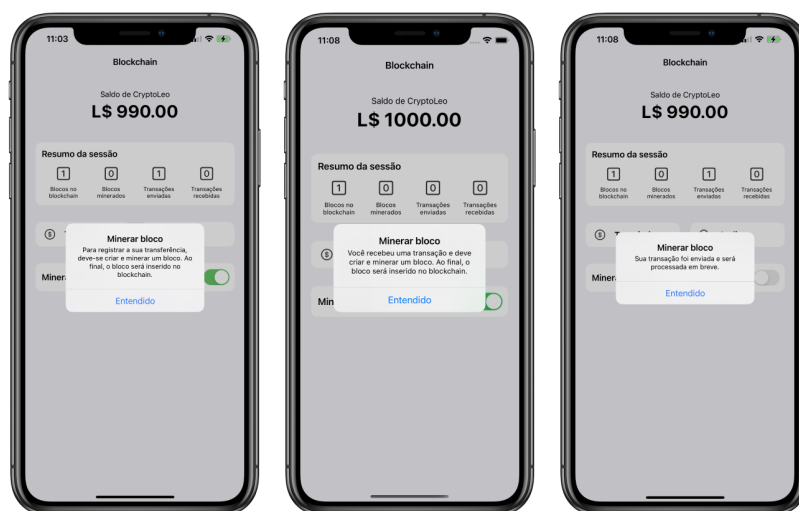 11:03
Blockchain
Saldo de CryptoLeo
L$ 990.00
Resumo da sessão
1 0 1 0
Blocos no Blocos Transações Transações
blockchain minerados enviadas recebidas
Minerar bloco
Para registrar a sua transferência,
deve-se criar e minerar um bloco. Ao
final, o bloco será inserido no
blockchain.
Entendido
Minera
11:08
Blockchain
Saldo de CryptoLeo
L$ 1000.00
Resumo da sessão
1 0 0 0
Blocos no Blocos Transações Transações
blockchain minerados enviadas recebidas
Minerar bloco
Você recebeu uma transação e deve
criar e minerar um bloco. Ao final, o
bloco será inserido no blockchain.
Entendido
Min
11:08
Blockchain
Saldo de CryptoLeo
L$ 990.00
Resumo da sessão
1 0 1 0
Blocos no Blocos Transações Transações
blockchain minerados enviadas recebidas
Minerar bloco
Sua transação foi enviada e será
processada em breve.
Entendido
Miner